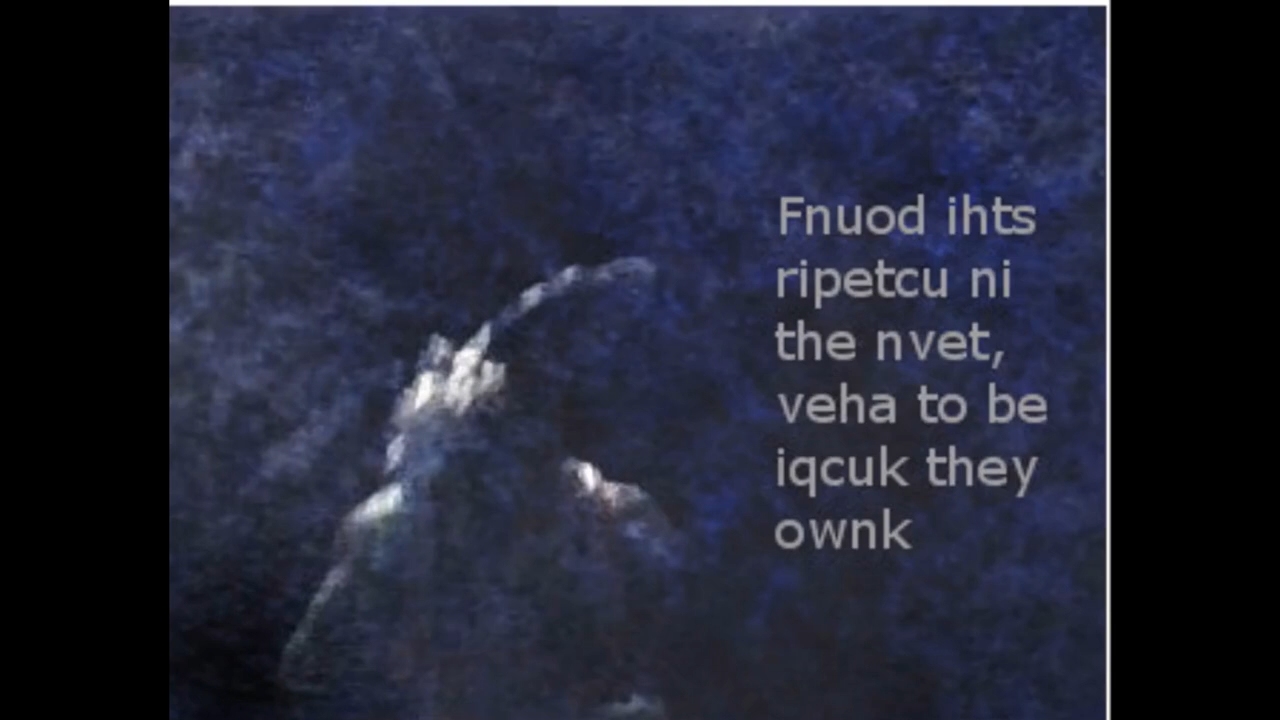 Fnuod ihts
ripetcu ni
the nvet,
veha to be
iqcuk they
ownk